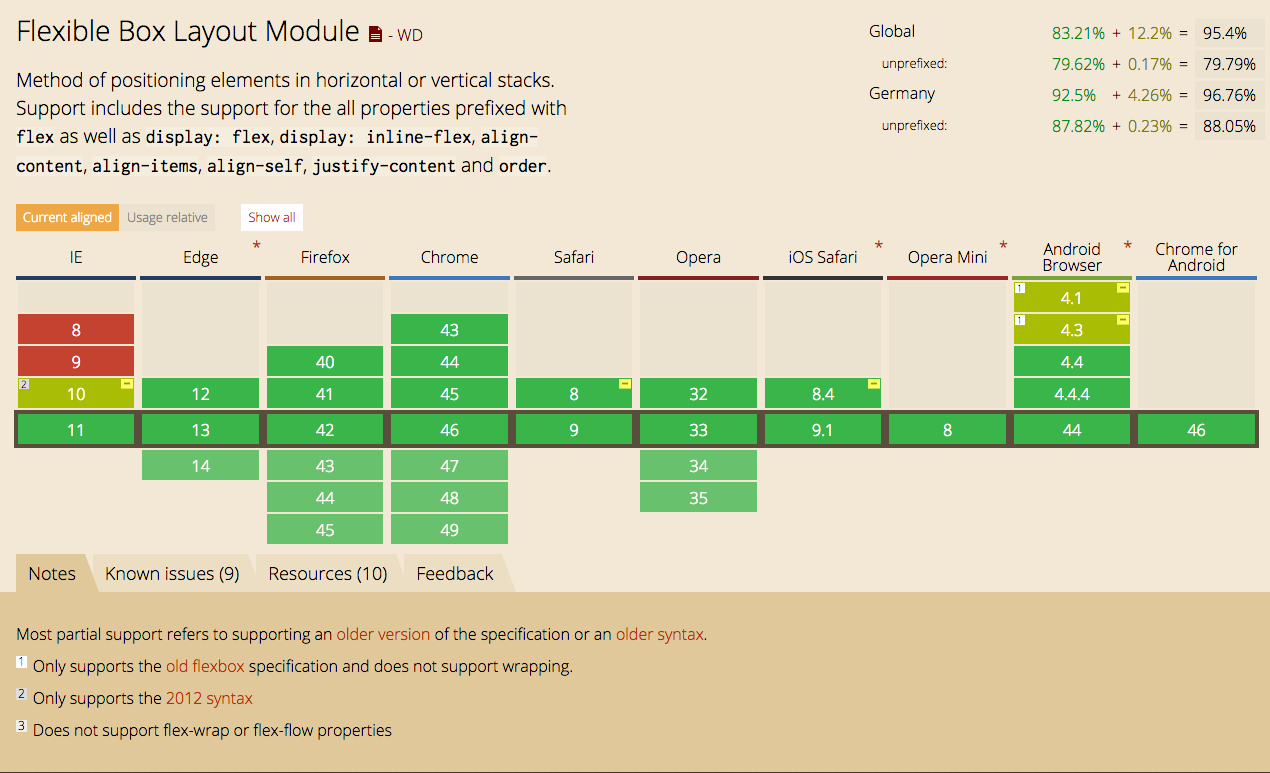 Flexible Box Layout Module - WD
Method of positioning elements in horizontal or vertical stacks.
Support includes the support for the all properties prefixed with
flex as well as display: flex, display: inline-flex, align-
content, align-items, align-self, justify-content and order.
Global 83.21% + 12.2% = 95.4%
unprefixed: 79.62% + 0.17% = 79.79%
Germany 92.5% + 4.26% = 96.76%
unprefixed: 87.82% + 0.23% = 88.05%
Current aligned Usage relative Show all
IE Edge * Firefox Chrome Safari Opera iOS Safari * Opera Mini * Android Browser * Chrome for Android
1 4.1 -
8 43 1 4.3 -
9 40 44 4.4
2 10 - 12 41 45 8 - 32 8.4 - 4.4.4
11 13 42 46 9 33 9.1 8 44 46
14 43 47 34
44 48 35
45 49
Notes Known issues (9) Resources (10) Feedback
Most partial support refers to supporting an older version of the specification or an older syntax.
1 Only supports the old flexbox specification and does not support wrapping.
2 Only supports the 2012 syntax
3 Does not support flex-wrap or flex-flow properties